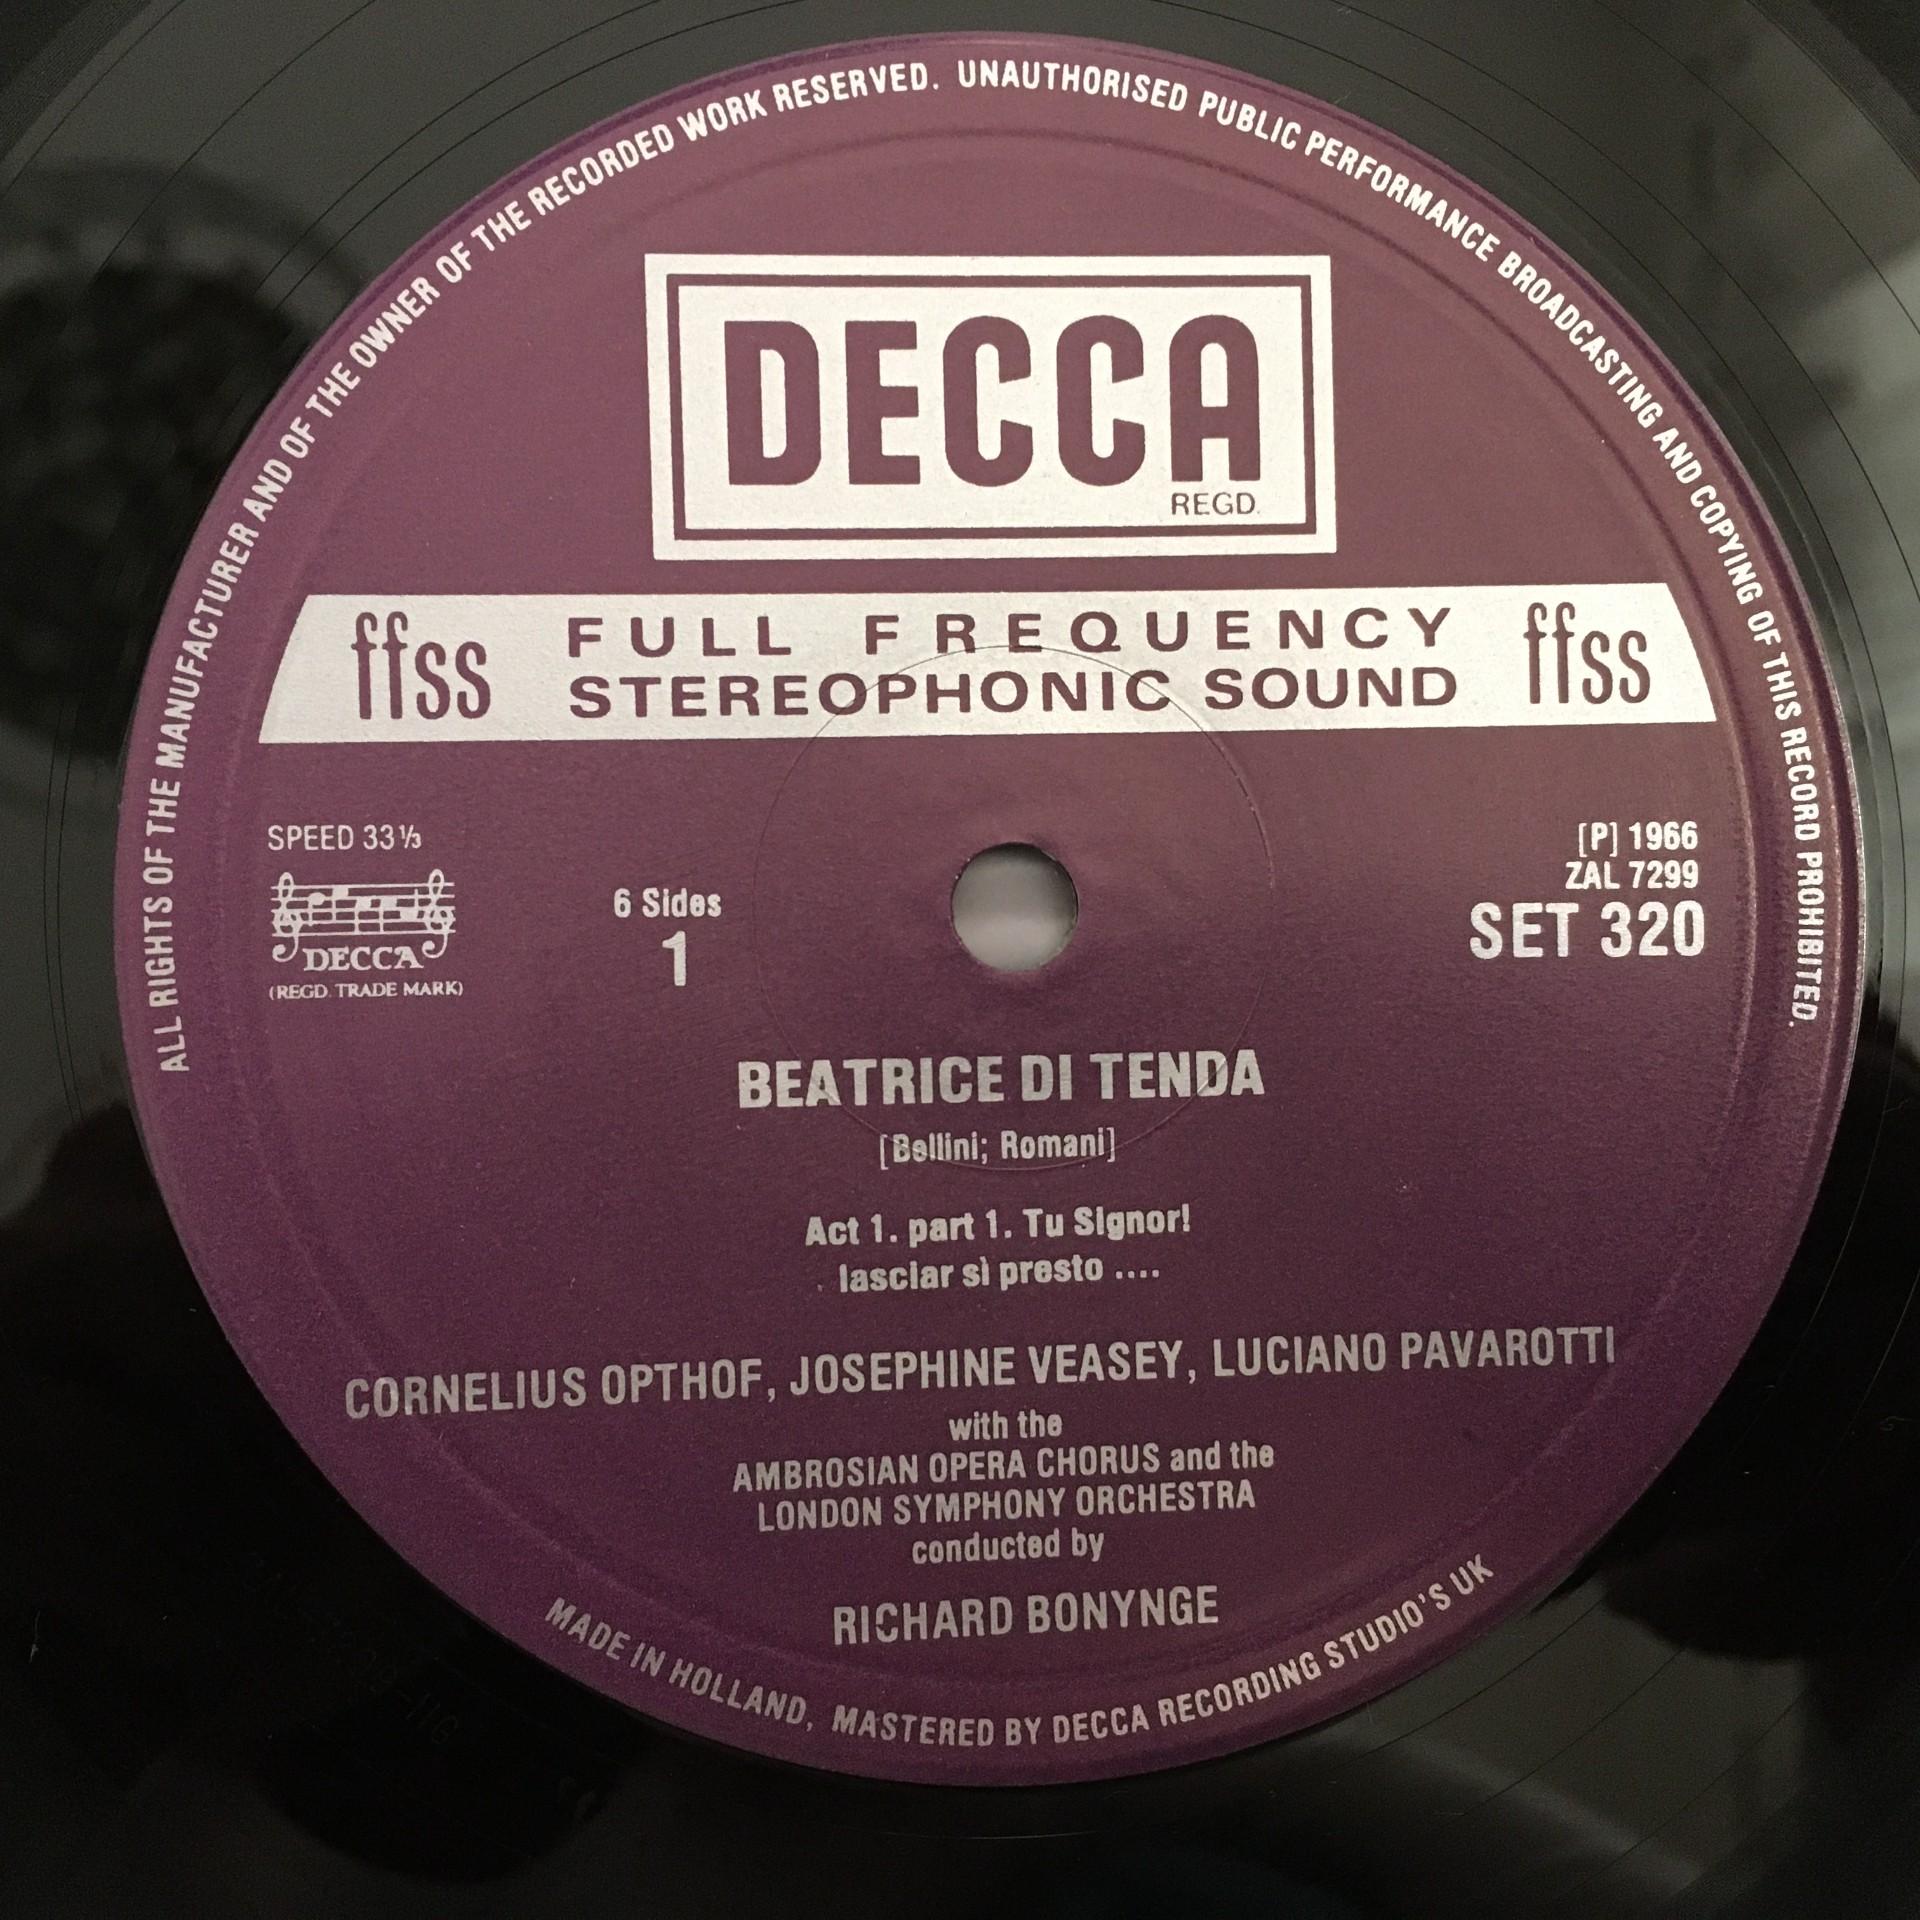 ALL RIGHTS OF THE MANUFACTURER AND OF THE OWNER OF THE RECORDED WORK RESERVED. UNAUTHORISED PUBLIC PERFORMANCE BROADCASTING AND COPYING OF THIS RECORD PROHIBITED.
DECCA
REGD.
ffss FULL FREQUENCY STEREOPHONIC SOUND ffss
SPEED 33⅓
DECCA
(REGD. TRADE MARK)
6 Sides
1
[P] 1966
ZAL 7299
SET 320
BEATRICE DI TENDA
[Bellini; Romani]
Act 1. part 1. Tu Signor!
lasciar sì presto ....
CORNELIUS OPTHOF, JOSEPHINE VEASEY, LUCIANO PAVAROTTI
with the
AMBROSIAN OPERA CHORUS and the
LONDON SYMPHONY ORCHESTRA
conducted by
RICHARD BONYNGE
MADE IN HOLLAND, MASTERED BY DECCA RECORDING STUDIO'S UK